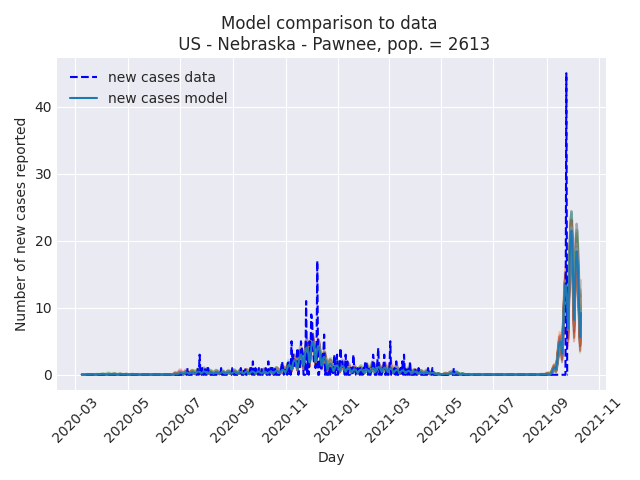 Model comparison to data
US - Nebraska - Pawnee, pop. = 2613
new cases data
new cases model
Number of new cases reported
40
30
20
10
0
2020-03
2020-05
2020-07
2020-09
2020-11
2021-01
2021-03
2021-05
2021-07
2021-09
2021-11
Day